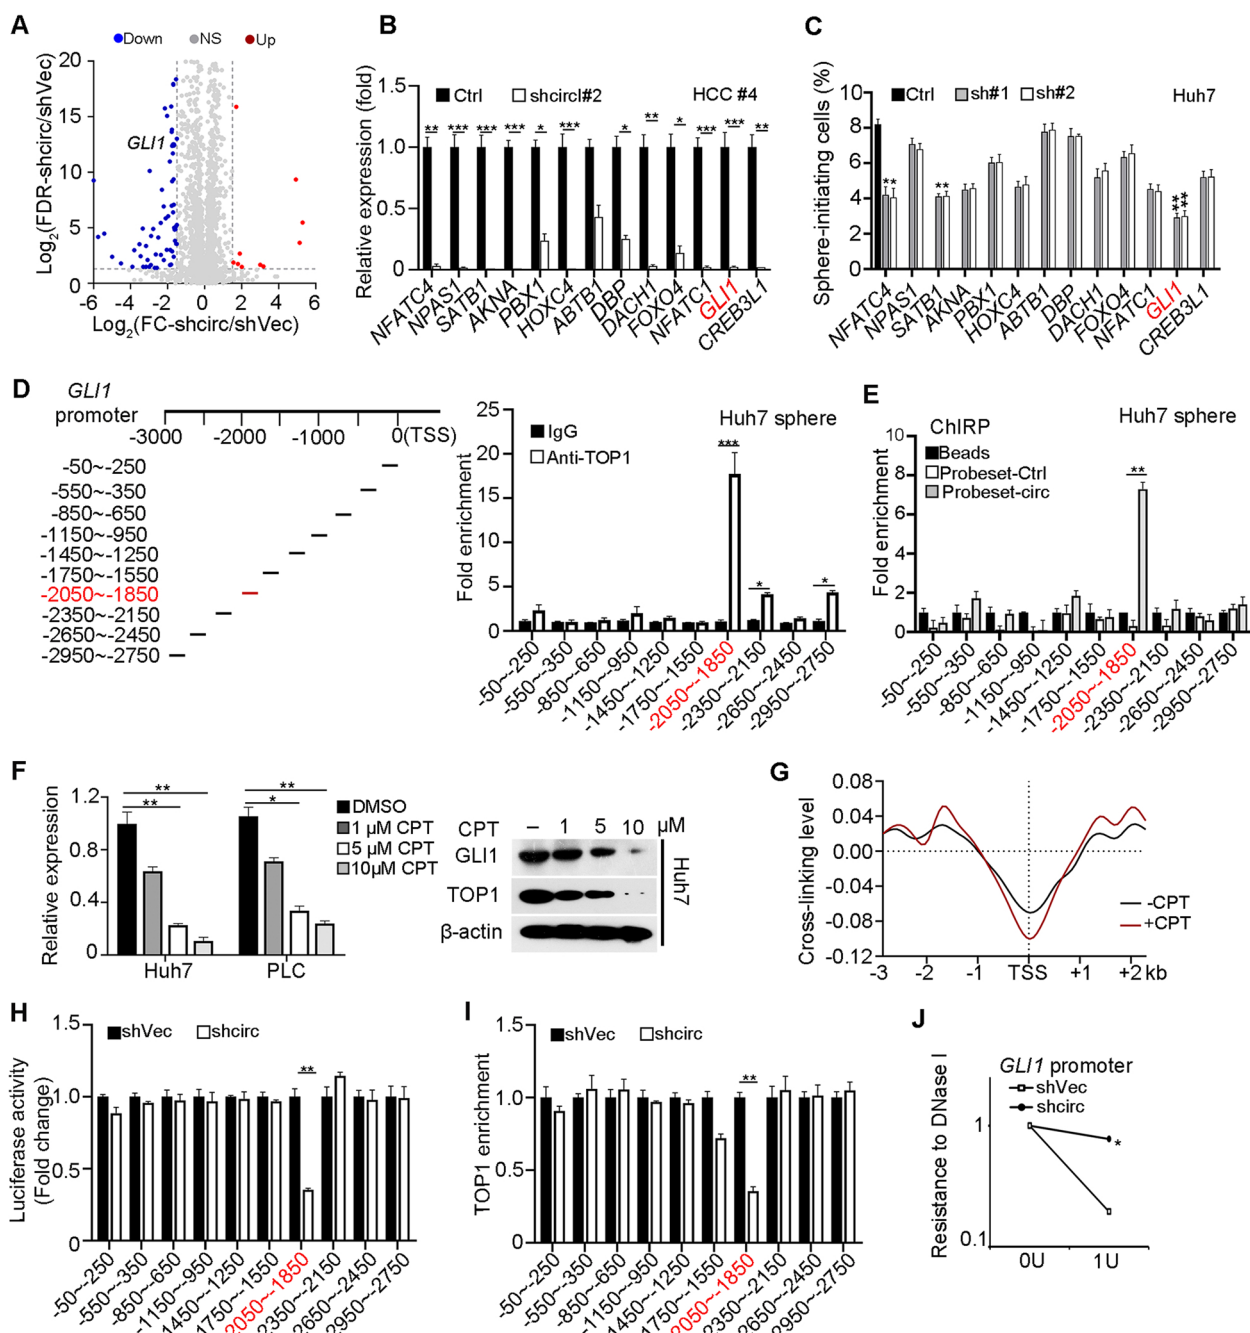 A
Down
NS
Up
Log2(FDR-shcirc/shVec)
20
15
10
5
0
GLI1
-6 -4 -2 0 2 4 6
Log2(FC-shcirc/shVec)
B
Relative expression (fold)
1.5
1.0
0.5
0
Ctrl
shcircI#2
HCC #4
** *** *** *** * *** * ** * *** *** **
NFATC4
NPAS1
SATB1
AKNA
PBX1
HOXC4
ABTB1
DBP
DACH1
FOXO4
NFATC1
GLI1
CREB3L1
C
Sphere-initiating cells (%)
10
8
6
4
2
0
Ctrl
sh#1
sh#2
Huh7
**
**
**
**
NFATC4
NPAS1
SATB1
AKNA
PBX1
HOXC4
ABTB1
DBP
DACH1
FOXO4
NFATC1
GLI1
CREB3L1
D
GLI1
promoter
-3000 -2000 -1000 0(TSS)
-50~-250
-550~-350
-850~-650
-1150~-950
-1450~-1250
-1750~-1550
-2050~-1850
-2350~-2150
-2650~-2450
-2950~-2750
Fold enrichment
25
20
15
10
5
0
Huh7 sphere
IgG
Anti-TOP1
***
*
*
-50~-250
-550~-350
-850~-650
-1150~-950
-1450~-1250
-1750~-1550
-2050~-1850
-2350~-2150
-2650~-2450
-2950~-2750
E
Huh7 sphere
ChIRP
Beads
Probeset-Ctrl
Probeset-circ
Fold enrichment
10
8
6
4
2
0
**
-50~-250
-550~-350
-850~-650
-1150~-950
-1450~-1250
-1750~-1550
-2050~-1850
-2350~-2150
-2650~-2450
-2950~-2750
F
Relative expression
1.2
0.8
0.4
0
**
**
**
*
Huh7
PLC
DMSO
1 µM CPT
5 µM CPT
10µM CPT
CPT – 1 5 10 µM
GLI1
TOP1
β-actin
Huh7
G
Cross-linking level
0.08
0.04
0.00
-0.04
-0.08
-0.12
-CPT
+CPT
-3 -2 -1 TSS +1 +2 kb
H
Luciferase activity
(Fold change)
1.5
1.0
0.5
0
shVec
shcirc
**
-50~-250
-550~-350
-850~-650
-1150~-950
-1450~-1250
-1750~-1550
-2050~-1850
-2350~-2150
-2650~-2450
-2950~-2750
I
TOP1 enrichment
1.5
1.0
0.5
0
shVec
shcirc
**
-50~-250
-550~-350
-850~-650
-1150~-950
-1450~-1250
-1750~-1550
-2050~-1850
-2350~-2150
-2650~-2450
-2950~-2750
J
GLI1 promoter
shVec
shcirc
Resistance to DNase I
1
0.1
*
0U 1U